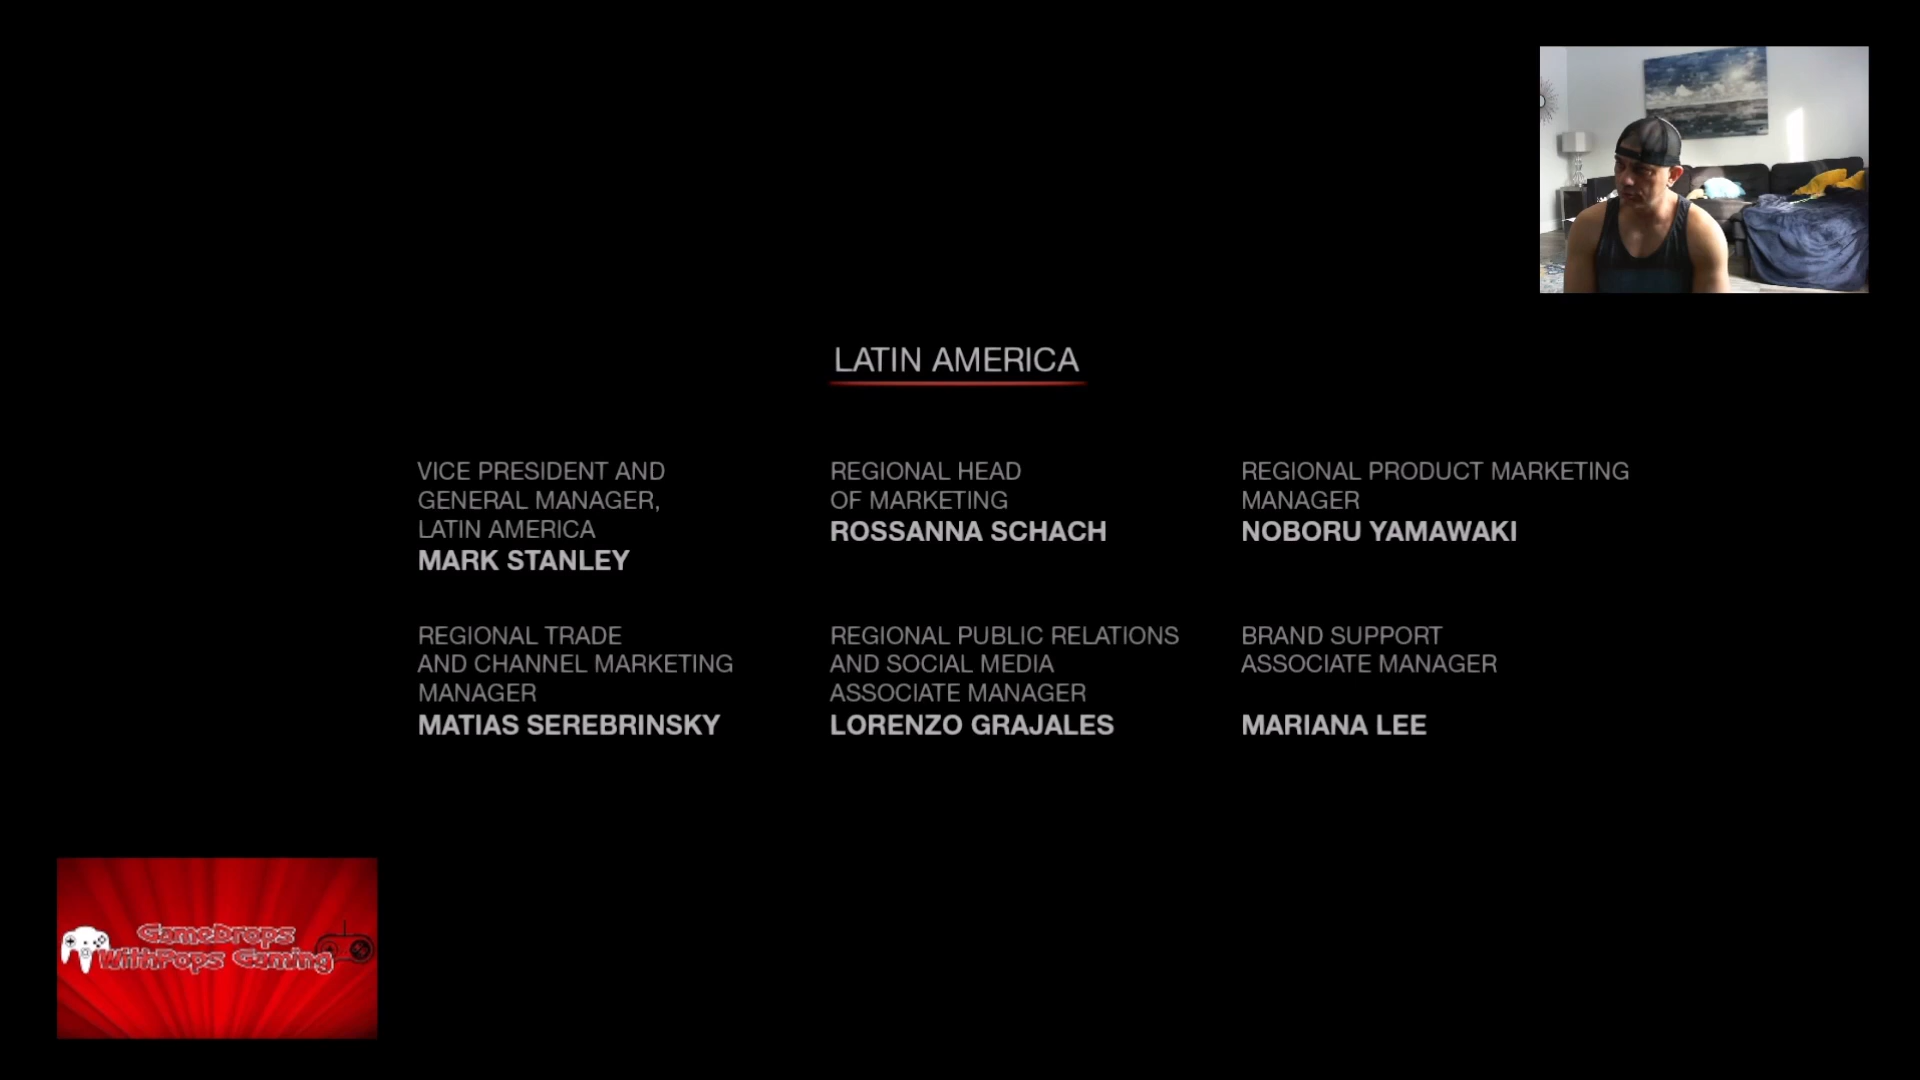 LATIN AMERICA
VICE PRESIDENT AND
GENERAL MANAGER,
LATIN AMERICA
MARK STANLEY
REGIONAL HEAD
OF MARKETING
ROSSANNA SCHACH
REGIONAL PRODUCT MARKETING
MANAGER
NOBORU YAMAWAKI
REGIONAL TRADE
AND CHANNEL MARKETING
MANAGER
MATIAS SEREBRINSKY
REGIONAL PUBLIC RELATIONS
AND SOCIAL MEDIA
ASSOCIATE MANAGER
LORENZO GRAJALES
BRAND SUPPORT
ASSOCIATE MANAGER
MARIANA LEE
GameDrops
WithPops Gaming